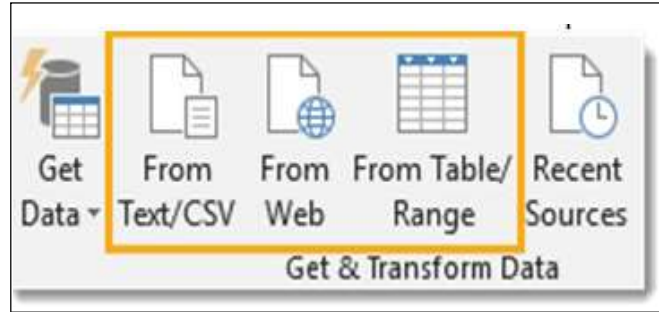 Get Data
From Text/CSV
From Web
From Table/ Range
Recent Sources
Get & Transform Data